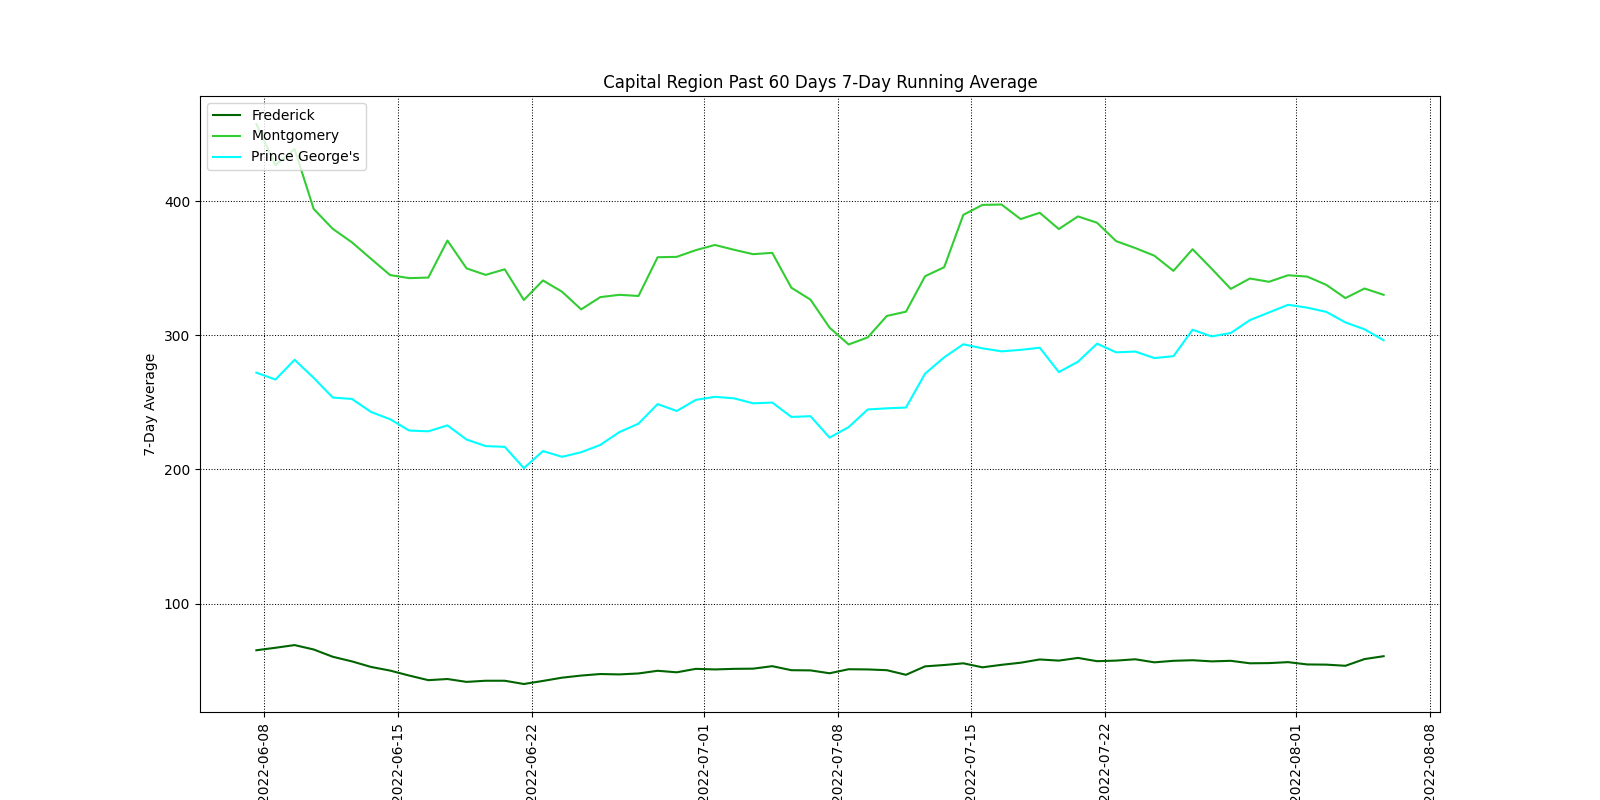 Capital Region Past 60 Days 7-Day Running Average
Frederick
Montgomery
Prince George's
7-Day Average
400
300
200
100
2022-06-08
2022-06-15
2022-06-22
2022-07-01
2022-07-08
2022-07-15
2022-07-22
2022-08-01
2022-08-08